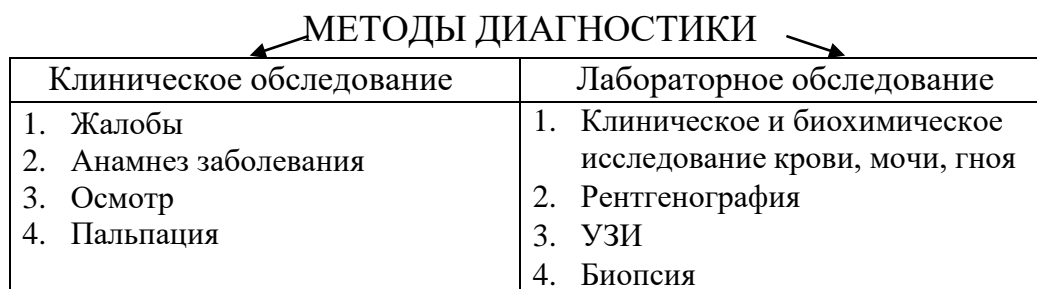 МЕТОДЫ ДИАГНОСТИКИ
Клиническое обследование
1. Жалобы
2. Анамнез заболевания
3. Осмотр
4. Пальпация
Лабораторное обследование
1. Клиническое и биохимическое
исследование крови, мочи, гноя
2. Рентгенография
3. УЗИ
4. Биопсия